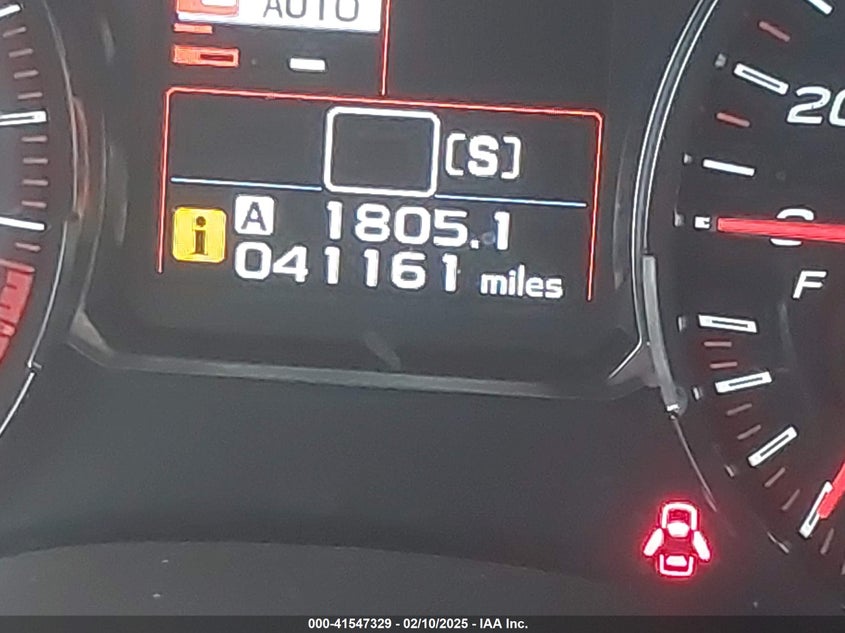 AUTO
[S]
A 1805.1
i 041161 miles
20
F
000-41547329 - 02/10/2025 - IAA Inc.